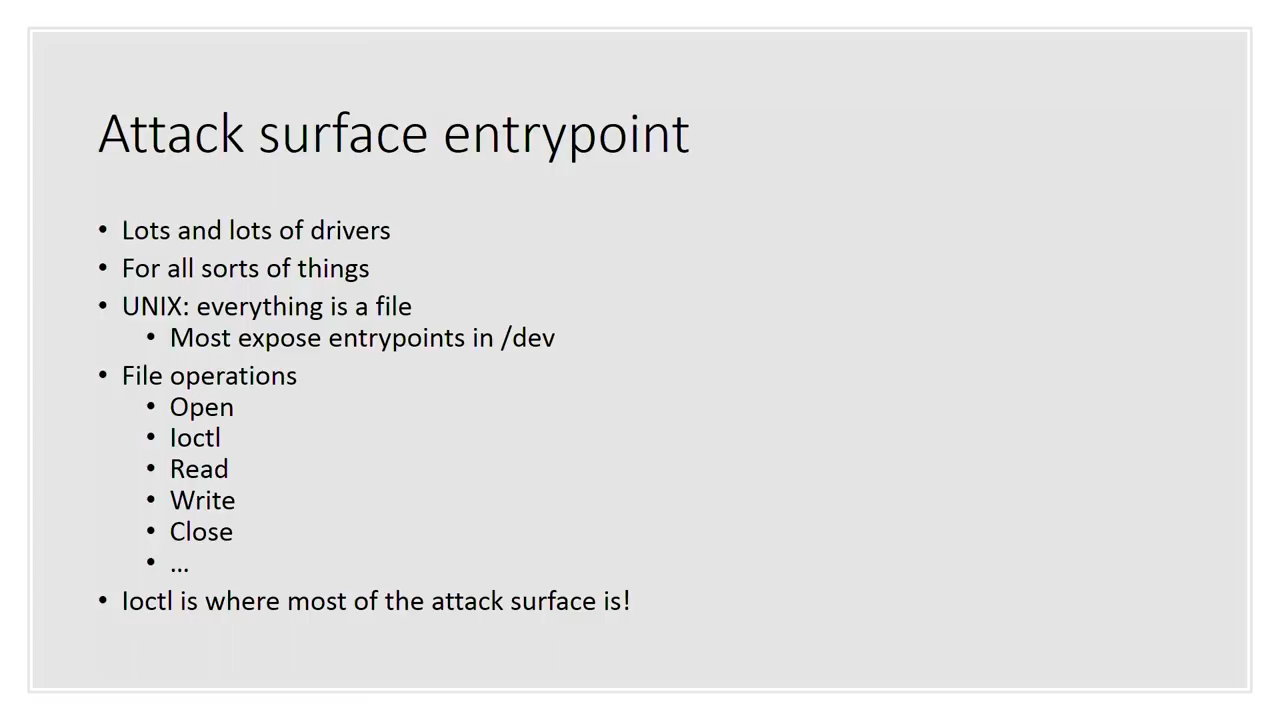 Attack surface entrypoint
• Lots and lots of drivers
• For all sorts of things
• UNIX: everything is a file
• Most expose entrypoints in /dev
• File operations
• Open
• Ioctl
• Read
• Write
• Close
• …
• Ioctl is where most of the attack surface is!